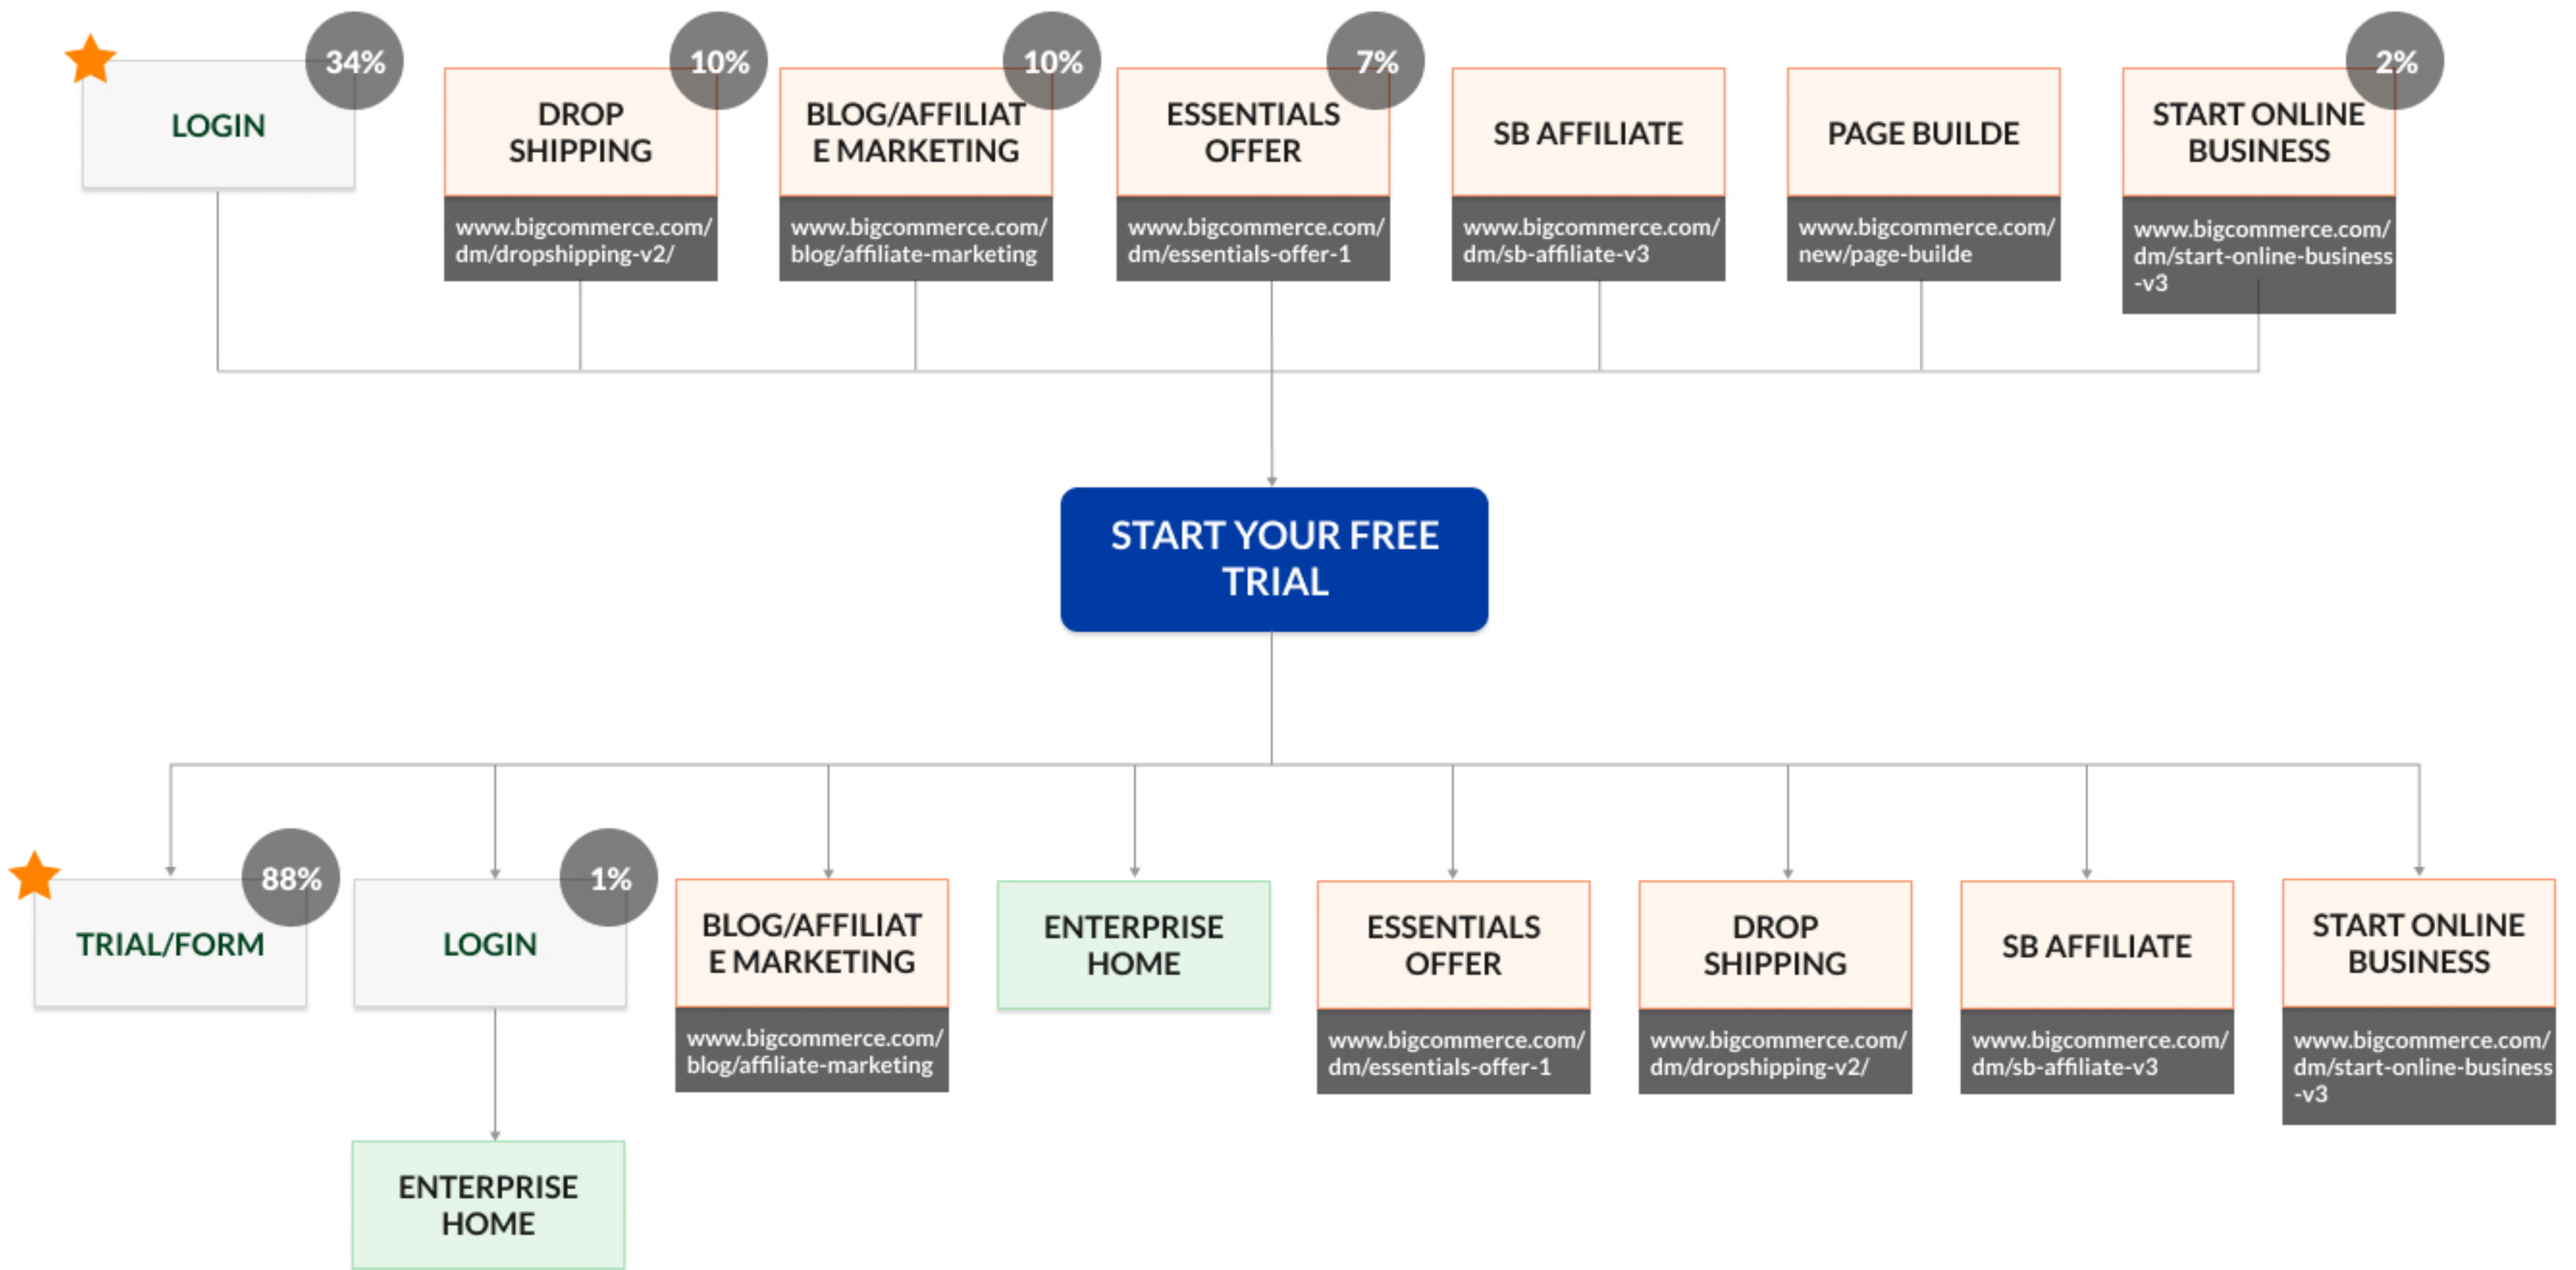 34%
10%
10%
7%
2%
LOGIN
DROP
SHIPPING
www.bigcommerce.com/
dm/dropshipping-v2/
BLOG/AFFILIAT
E MARKETING
www.bigcommerce.com/
blog/affiliate-marketing
ESSENTIALS
OFFER
www.bigcommerce.com/
dm/essentials-offer-1
SB AFFILIATE
www.bigcommerce.com/
dm/sb-affiliate-v3
PAGE BUILDE
www.bigcommerce.com/
new/page-builde
START ONLINE
BUSINESS
www.bigcommerce.com/
dm/start-online-business
-v3
START YOUR FREE
TRIAL
88%
1%
TRIAL/FORM
LOGIN
BLOG/AFFILIAT
E MARKETING
www.bigcommerce.com/
blog/affiliate-marketing
ENTERPRISE
HOME
ESSENTIALS
OFFER
www.bigcommerce.com/
dm/essentials-offer-1
DROP
SHIPPING
www.bigcommerce.com/
dm/dropshipping-v2/
SB AFFILIATE
www.bigcommerce.com/
dm/sb-affiliate-v3
START ONLINE
BUSINESS
www.bigcommerce.com/
dm/start-online-business
-v3
ENTERPRISE
HOME